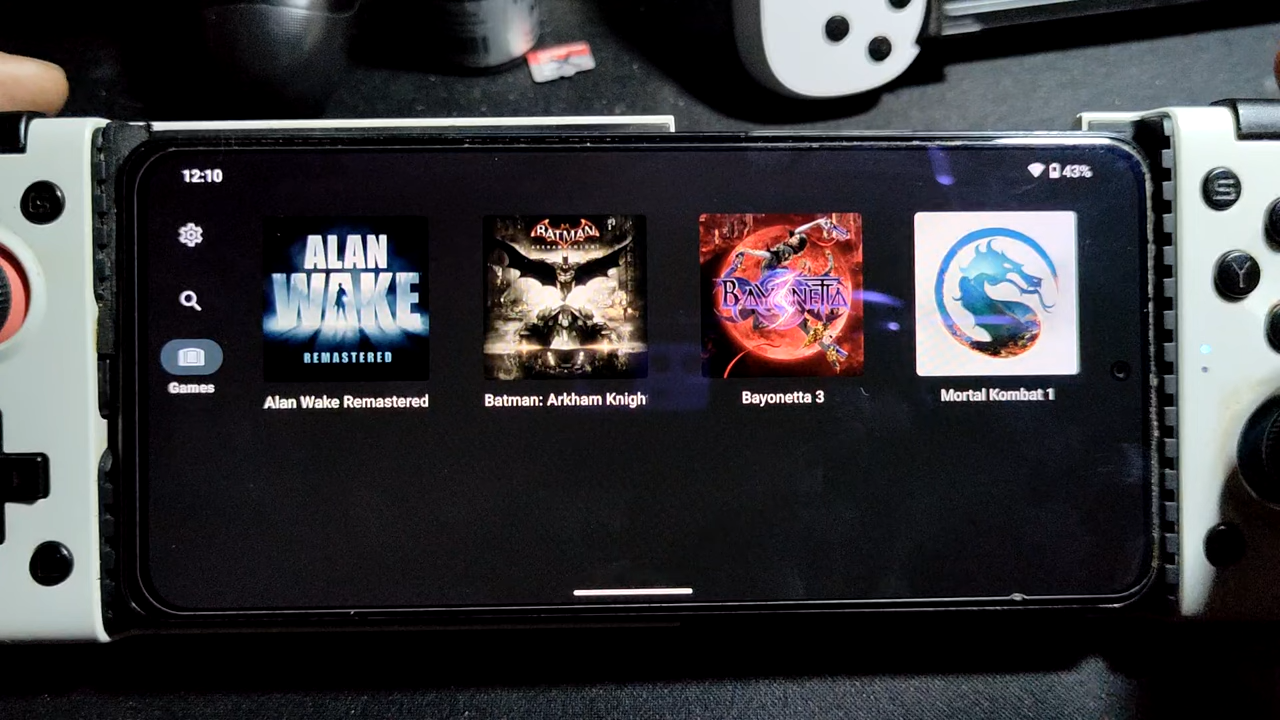 12:10
43%
ALAN
WAKE
REMASTERED
BATMAN
BAYONETTA
Games
Alan Wake Remastered
Batman: Arkham Knigh
Bayonetta 3
Mortal Kombat 1
S
Y